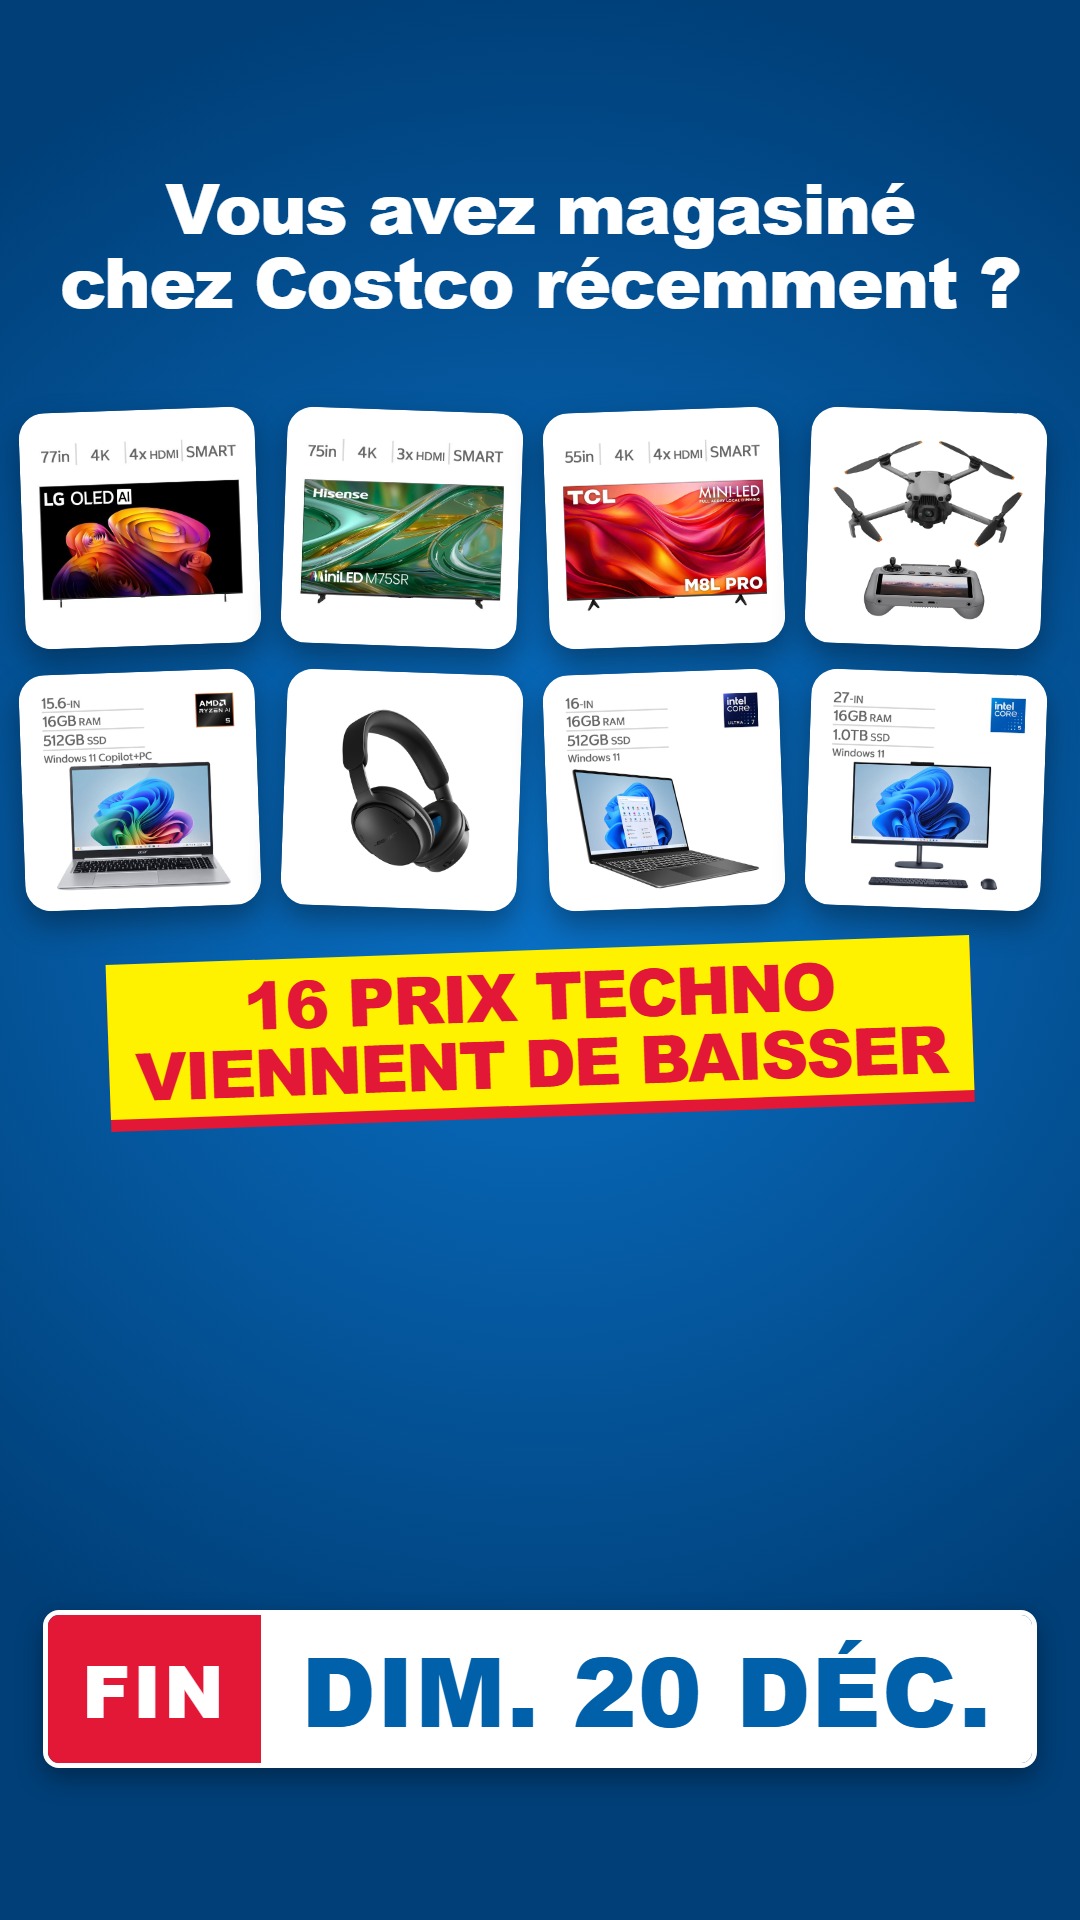 Vous avez magasiné
chez Costco récemment ?
77in 4K 4x HDMI SMART
LG OLED AI
75in 4K 3x HDMI SMART
Hisense
MiniLED M75SR
55in 4K 4x HDMI SMART
TCL MINI-LED
M8L PRO
15.6-IN
16GB RAM
512GB SSD
Windows 11 Copilot+PC
AMD
RYZEN AI
5
16-IN
16GB RAM
512GB SSD
Windows 11
intel
CORE
ULTRA 7
27-IN
16GB RAM
1.0TB SSD
Windows 11
intel
CORE
5
16 PRIX TECHNO
VIENNENT DE BAISSER
FIN DIM. 20 DÉC.